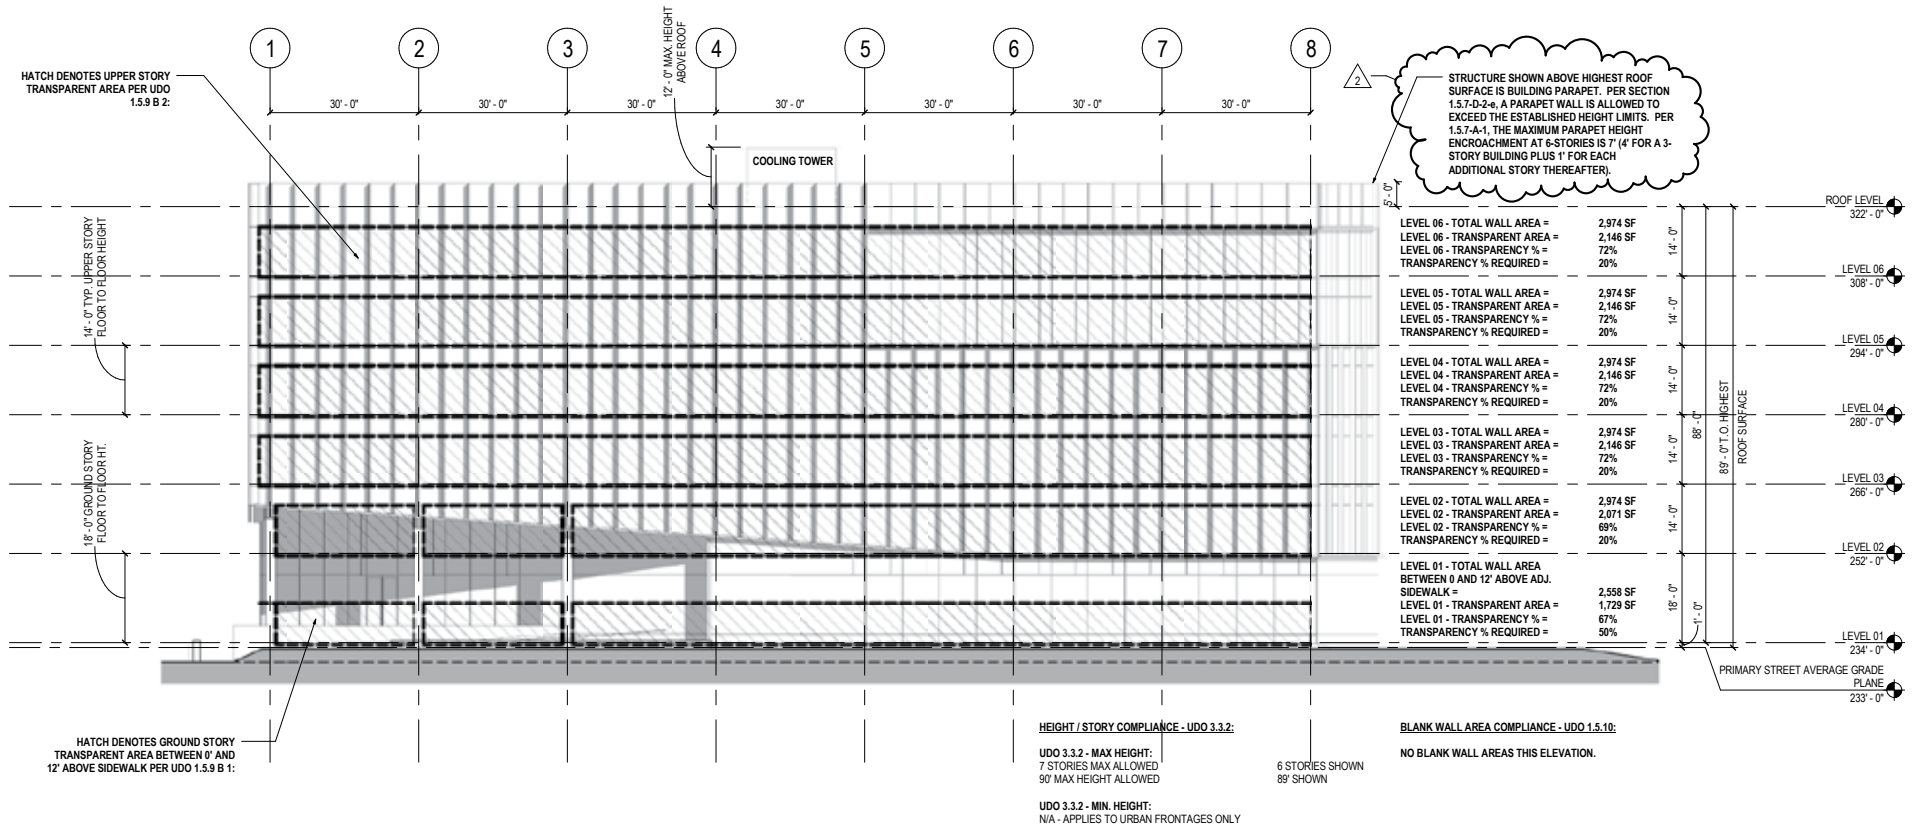 1
2
3
4
5
6
7
8
12' - 0" MAX. HEIGHT
ABOVE ROOF
HATCH DENOTES UPPER STORY
TRANSPARENT AREA PER UDO
1.5.9 B 2:
30' - 0"
30' - 0"
30' - 0"
30' - 0"
30' - 0"
30' - 0"
30' - 0"
COOLING TOWER
2
STRUCTURE SHOWN ABOVE HIGHEST ROOF
SURFACE IS BUILDING PARAPET. PER SECTION
1.5.7-D-2-e, A PARAPET WALL IS ALLOWED TO
EXCEED THE ESTABLISHED HEIGHT LIMITS. PER
1.5.7-A-1, THE MAXIMUM PARAPET HEIGHT
ENCROACHMENT AT 6-STORIES IS 7' (4' FOR A 3-
STORY BUILDING PLUS 1' FOR EACH
ADDITIONAL STORY THEREAFTER).
5' - 0"
14' - 0" TYP. UPPER STORY
FLOOR TO FLOOR HEIGHT
18' - 0" GROUND STORY
FLOOR TO FLOOR HT.
LEVEL 06 - TOTAL WALL AREA = 2,974 SF
LEVEL 06 - TRANSPARENT AREA = 2,146 SF
LEVEL 06 - TRANSPARENCY % = 72%
TRANSPARENCY % REQUIRED = 20%
LEVEL 05 - TOTAL WALL AREA = 2,974 SF
LEVEL 05 - TRANSPARENT AREA = 2,146 SF
LEVEL 05 - TRANSPARENCY % = 72%
TRANSPARENCY % REQUIRED = 20%
LEVEL 04 - TOTAL WALL AREA = 2,974 SF
LEVEL 04 - TRANSPARENT AREA = 2,146 SF
LEVEL 04 - TRANSPARENCY % = 72%
TRANSPARENCY % REQUIRED = 20%
LEVEL 03 - TOTAL WALL AREA = 2,974 SF
LEVEL 03 - TRANSPARENT AREA = 2,146 SF
LEVEL 03 - TRANSPARENCY % = 72%
TRANSPARENCY % REQUIRED = 20%
LEVEL 02 - TOTAL WALL AREA = 2,974 SF
LEVEL 02 - TRANSPARENT AREA = 2,071 SF
LEVEL 02 - TRANSPARENCY % = 69%
TRANSPARENCY % REQUIRED = 20%
LEVEL 01 - TOTAL WALL AREA
BETWEEN 0 AND 12' ABOVE ADJ.
SIDEWALK = 2,558 SF
LEVEL 01 - TRANSPARENT AREA = 1,729 SF
LEVEL 01 - TRANSPARENCY % = 67%
TRANSPARENCY % REQUIRED = 50%
14' - 0"
14' - 0"
14' - 0"
14' - 0"
14' - 0"
18' - 0"
1' - 0"
88' - 0"
89' - 0" T.O. HIGHEST
ROOF SURFACE
ROOF LEVEL
322' - 0"
LEVEL 06
308' - 0"
LEVEL 05
294' - 0"
LEVEL 04
280' - 0"
LEVEL 03
266' - 0"
LEVEL 02
252' - 0"
LEVEL 01
234' - 0"
PRIMARY STREET AVERAGE GRADE
PLANE
233' - 0"
HATCH DENOTES GROUND STORY
TRANSPARENT AREA BETWEEN 0' AND
12' ABOVE SIDEWALK PER UDO 1.5.9 B 1:
HEIGHT / STORY COMPLIANCE - UDO 3.3.2:
UDO 3.3.2 - MAX HEIGHT:
7 STORIES MAX ALLOWED 6 STORIES SHOWN
90' MAX HEIGHT ALLOWED 89' SHOWN
UDO 3.3.2 - MIN. HEIGHT:
N/A - APPLIES TO URBAN FRONTAGES ONLY
BLANK WALL AREA COMPLIANCE - UDO 1.5.10:
NO BLANK WALL AREAS THIS ELEVATION.